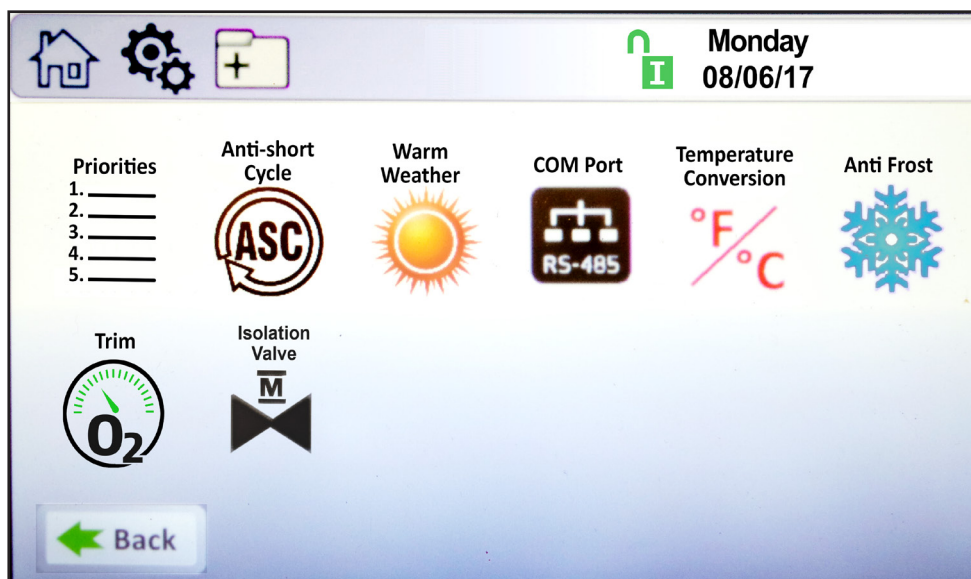 Monday
08/06/17
Priorities
1.
2.
3.
4.
5.
Anti-short
Cycle
ASC
Warm
Weather
COM Port
RS-485
Temperature
Conversion
°F/°C
Anti Frost
Trim
O2
Isolation
Valve
M
I
Back